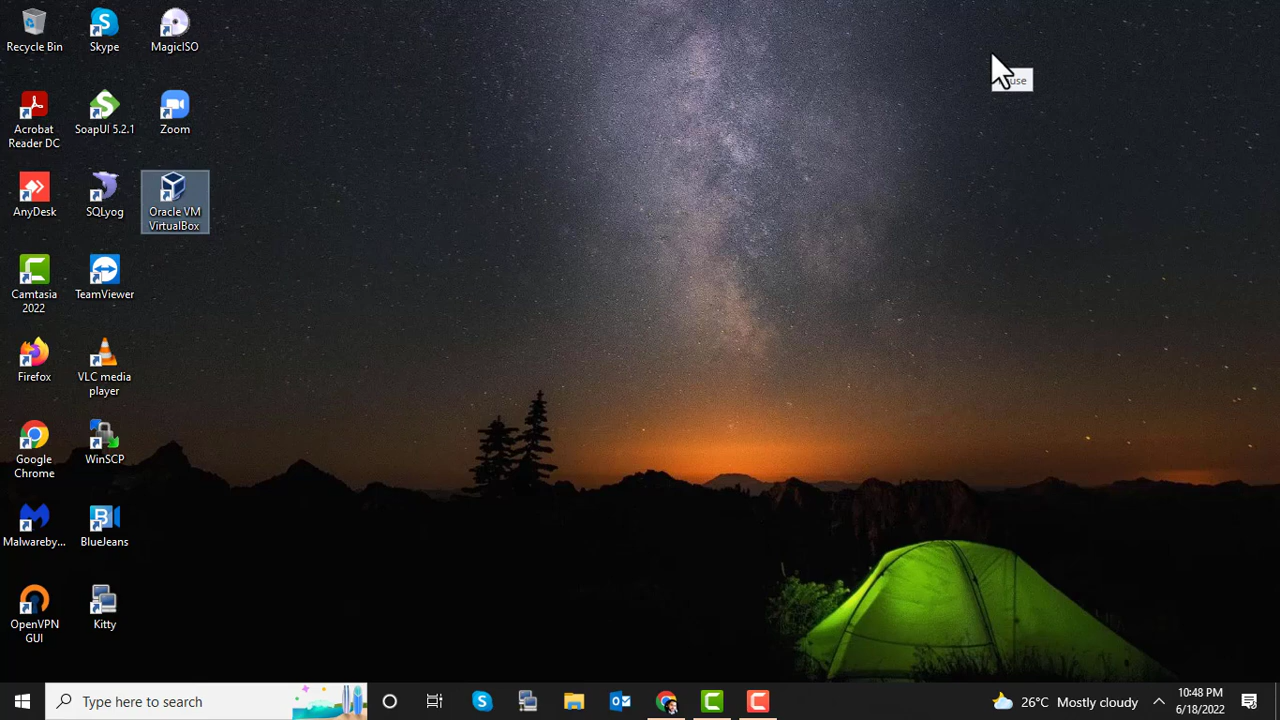 Recycle Bin
Skype
MagicISO
Acrobat
Reader DC
SoapUI 5.2.1
Zoom
AnyDesk
SQLyog
Oracle VM
VirtualBox
Camtasia
2022
TeamViewer
Firefox
VLC media
player
Google
Chrome
WinSCP
Malwareby...
BlueJeans
OpenVPN
GUI
Kitty
Type here to search
26°C Mostly cloudy
10:48 PM
6/18/2022